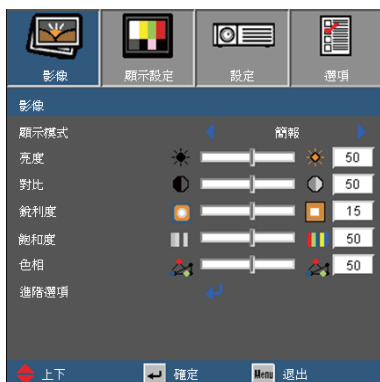 影像 顯示設定 設定 選項
影像
顯示模式 簡報
亮度 50
對比 50
銳利度 15
飽和度 50
色相 50
進階選項
上下 確定 Menu 退出